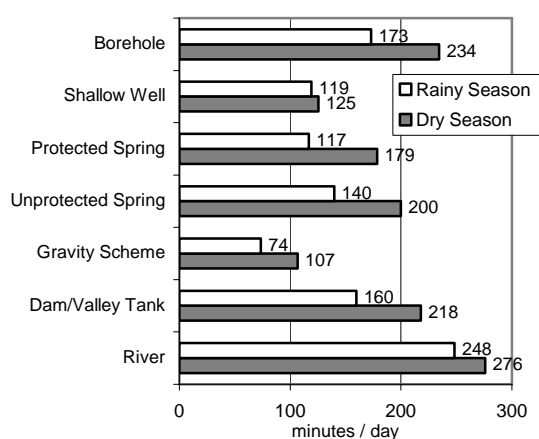 Borehole
173
234
Shallow Well
119
125
Rainy Season
Dry Season
Protected Spring
117
179
Unprotected Spring
140
200
Gravity Scheme
74
107
Dam/Valley Tank
160
218
River
248
276
0 100 200 300
minutes / day